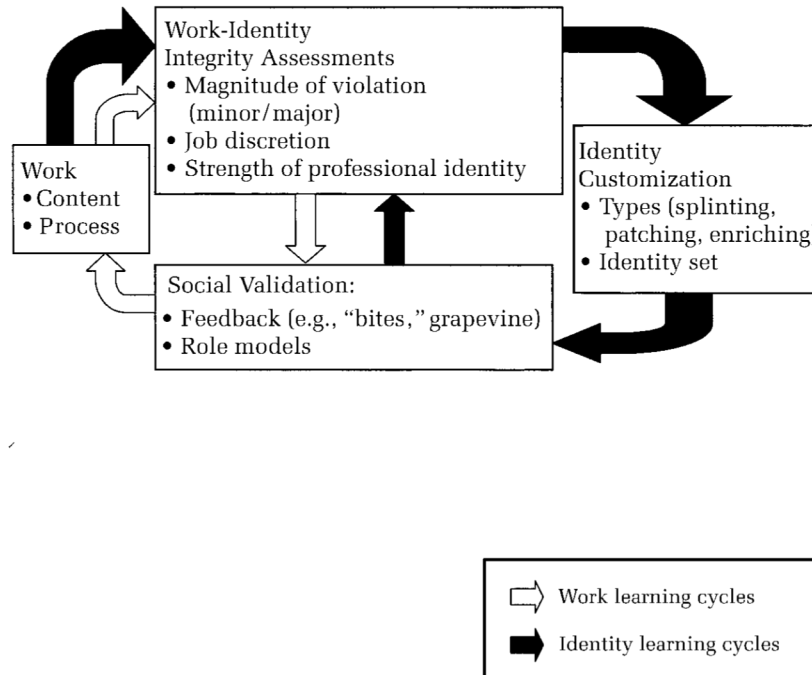 Work-Identity
Integrity Assessments
• Magnitude of violation
(minor/major)
• Job discretion
• Strength of professional identity
Work
• Content
• Process
Identity
Customization
• Types (splinting,
patching, enriching
• Identity set
Social Validation:
• Feedback (e.g., “bites,” grapevine)
• Role models
Work learning cycles
Identity learning cycles